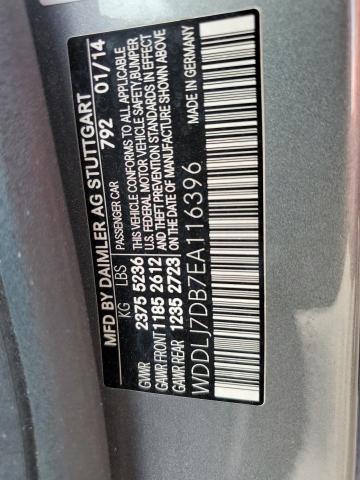 MFD BY DAIMLER AG STUTTGART
792 01/14
KG LBS
GVWR 2375 5236
GAWR FRONT 1185 2612
GAWR REAR 1235 2723
PASSENGER CAR
THIS VEHICLE CONFORMS TO ALL APPLICABLE
U.S. FEDERAL MOTOR VEHICLE SAFETY,BUMPER
AND THEFT PREVENTION STANDARDS IN EFFECT
ON THE DATE OF MANUFACTURE SHOWN ABOVE
MADE IN GERMANY
WDDLJ7DB7EA116396